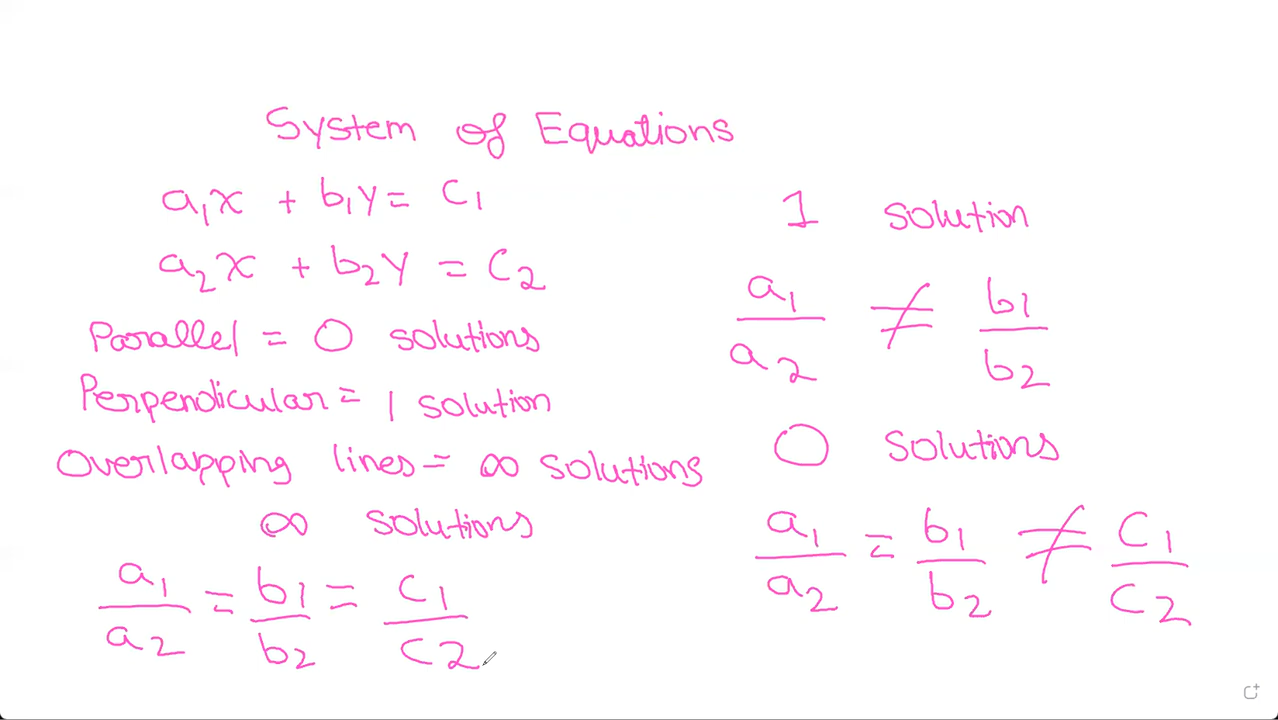 System of Equations
a₁x + b₁y = c₁
a₂x + b₂y = c₂
Parallel = 0 solutions
Perpendicular = 1 solution
Overlapping lines = ∞ solutions
∞ solutions
a₁/a₂ = b₁/b₂ = c₁/c₂
1 solution
a₁/a₂ ≠ b₁/b₂
0 solutions
a₁/a₂ = b₁/b₂ ≠ c₁/c₂